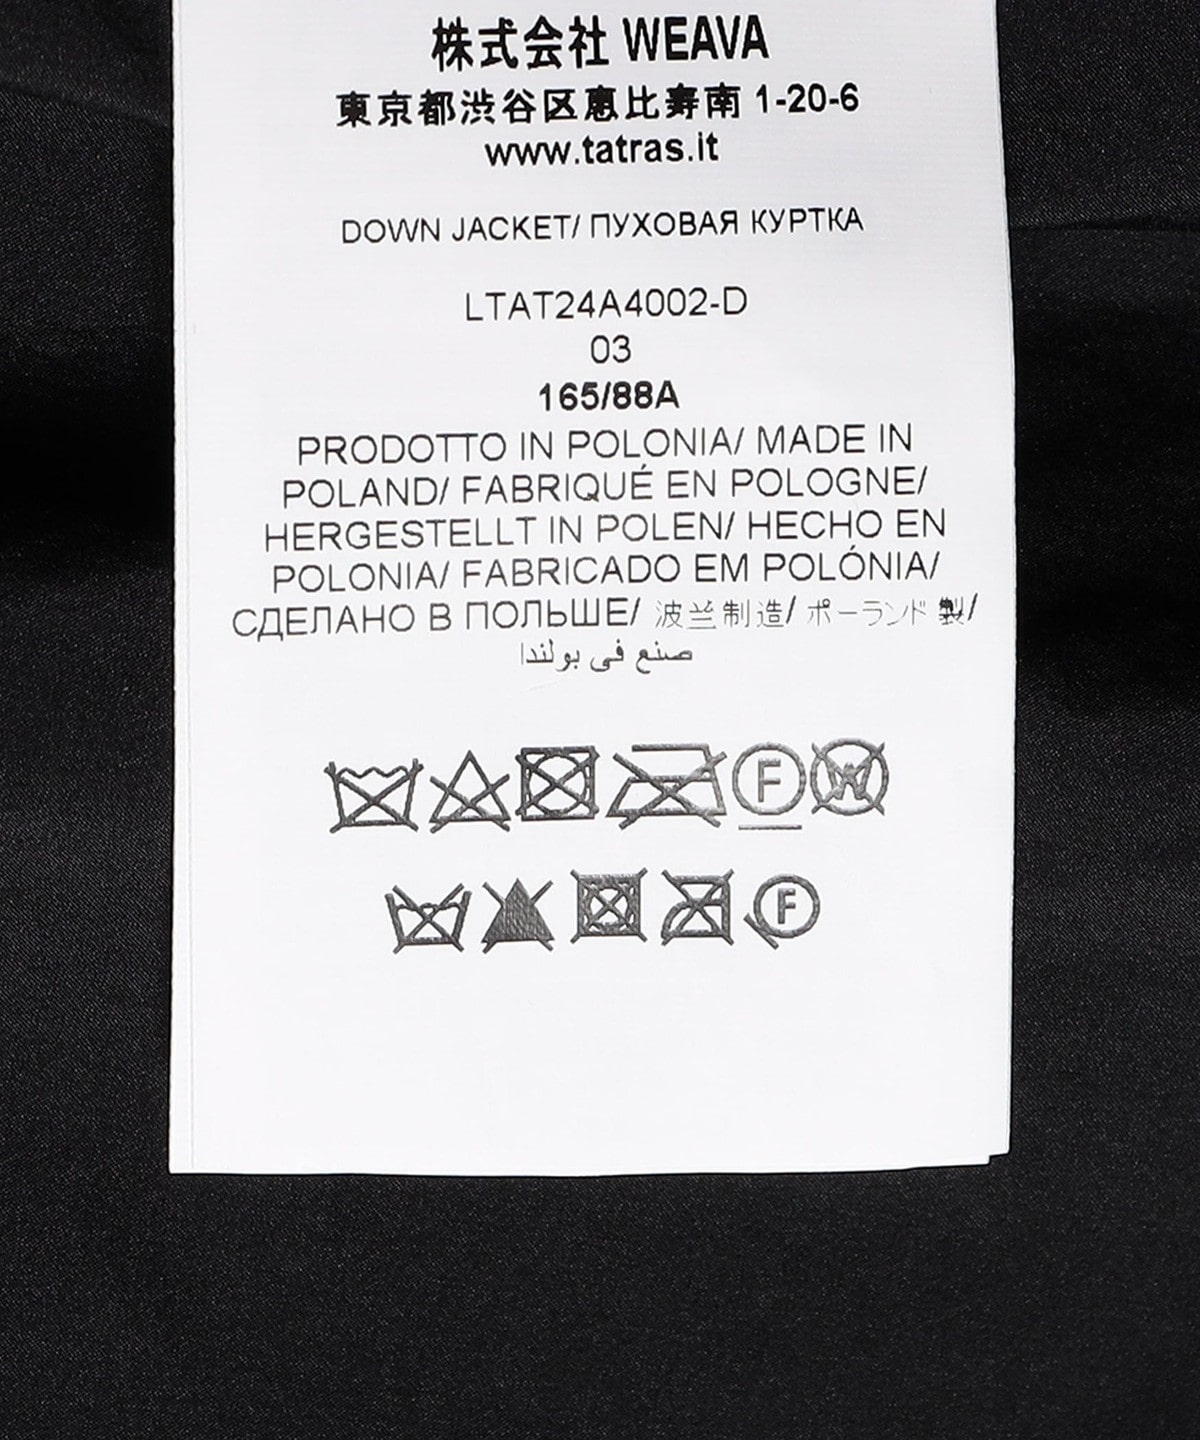 株式会社 WEAVA
東京都渋谷区恵比寿南 1-20-6
www.tatras.it
DOWN JACKET/ ПУХОВАЯ КУРТКА
LTAT24A4002-D
03
165/88A
PRODOTTO IN POLONIA/ MADE IN
POLAND/ FABRIQUÉ EN POLOGNE/
HERGESTELLT IN POLEN/ HECHO EN
POLONIA/ FABRICADO EM POLÓNIA/
СДЕЛАНО В ПОЛЬШЕ/ 波兰制造/ ポーランド製/
صنع في بولندا
F W
F